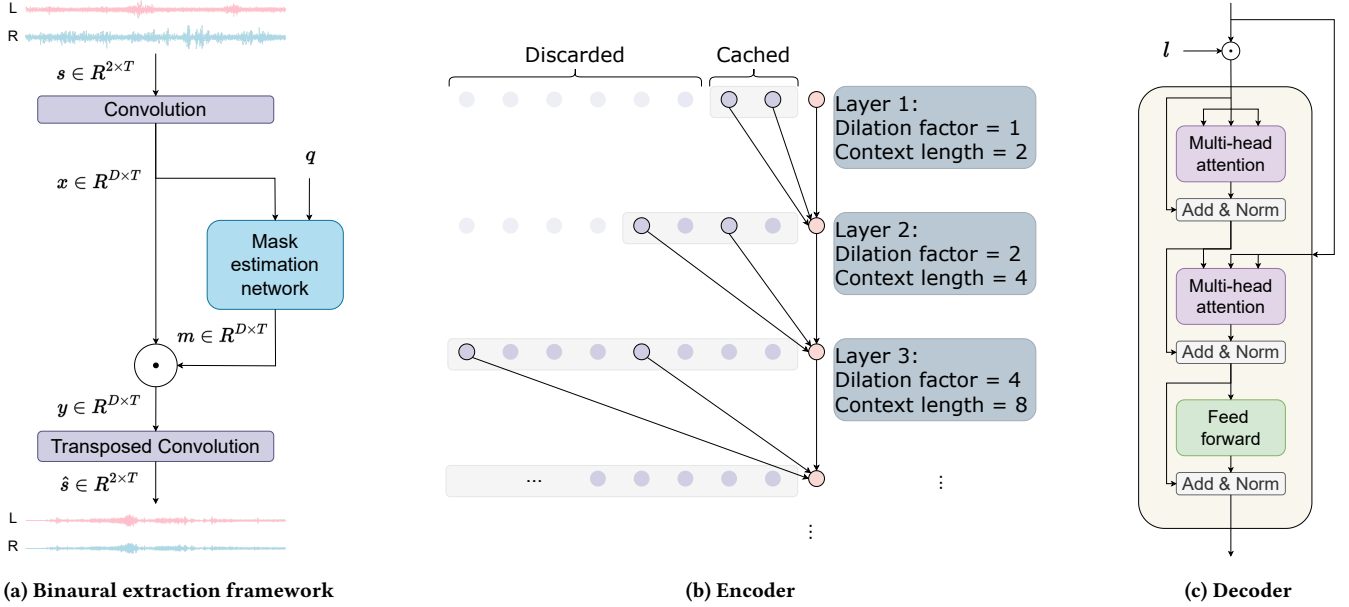 L
R
s ∈ R^{2×T}
Convolution
x ∈ R^{D×T}
q
Mask
estimation
network
m ∈ R^{D×T}
y ∈ R^{D×T}
Transposed Convolution
ŝ ∈ R^{2×T}
L
R
(a) Binaural extraction framework
Discarded
Cached
Layer 1:
Dilation factor = 1
Context length = 2
Layer 2:
Dilation factor = 2
Context length = 4
Layer 3:
Dilation factor = 4
Context length = 8
...
⋮
⋮
(b) Encoder
l
Multi-head
attention
Add & Norm
Multi-head
attention
Add & Norm
Feed
forward
Add & Norm
(c) Decoder